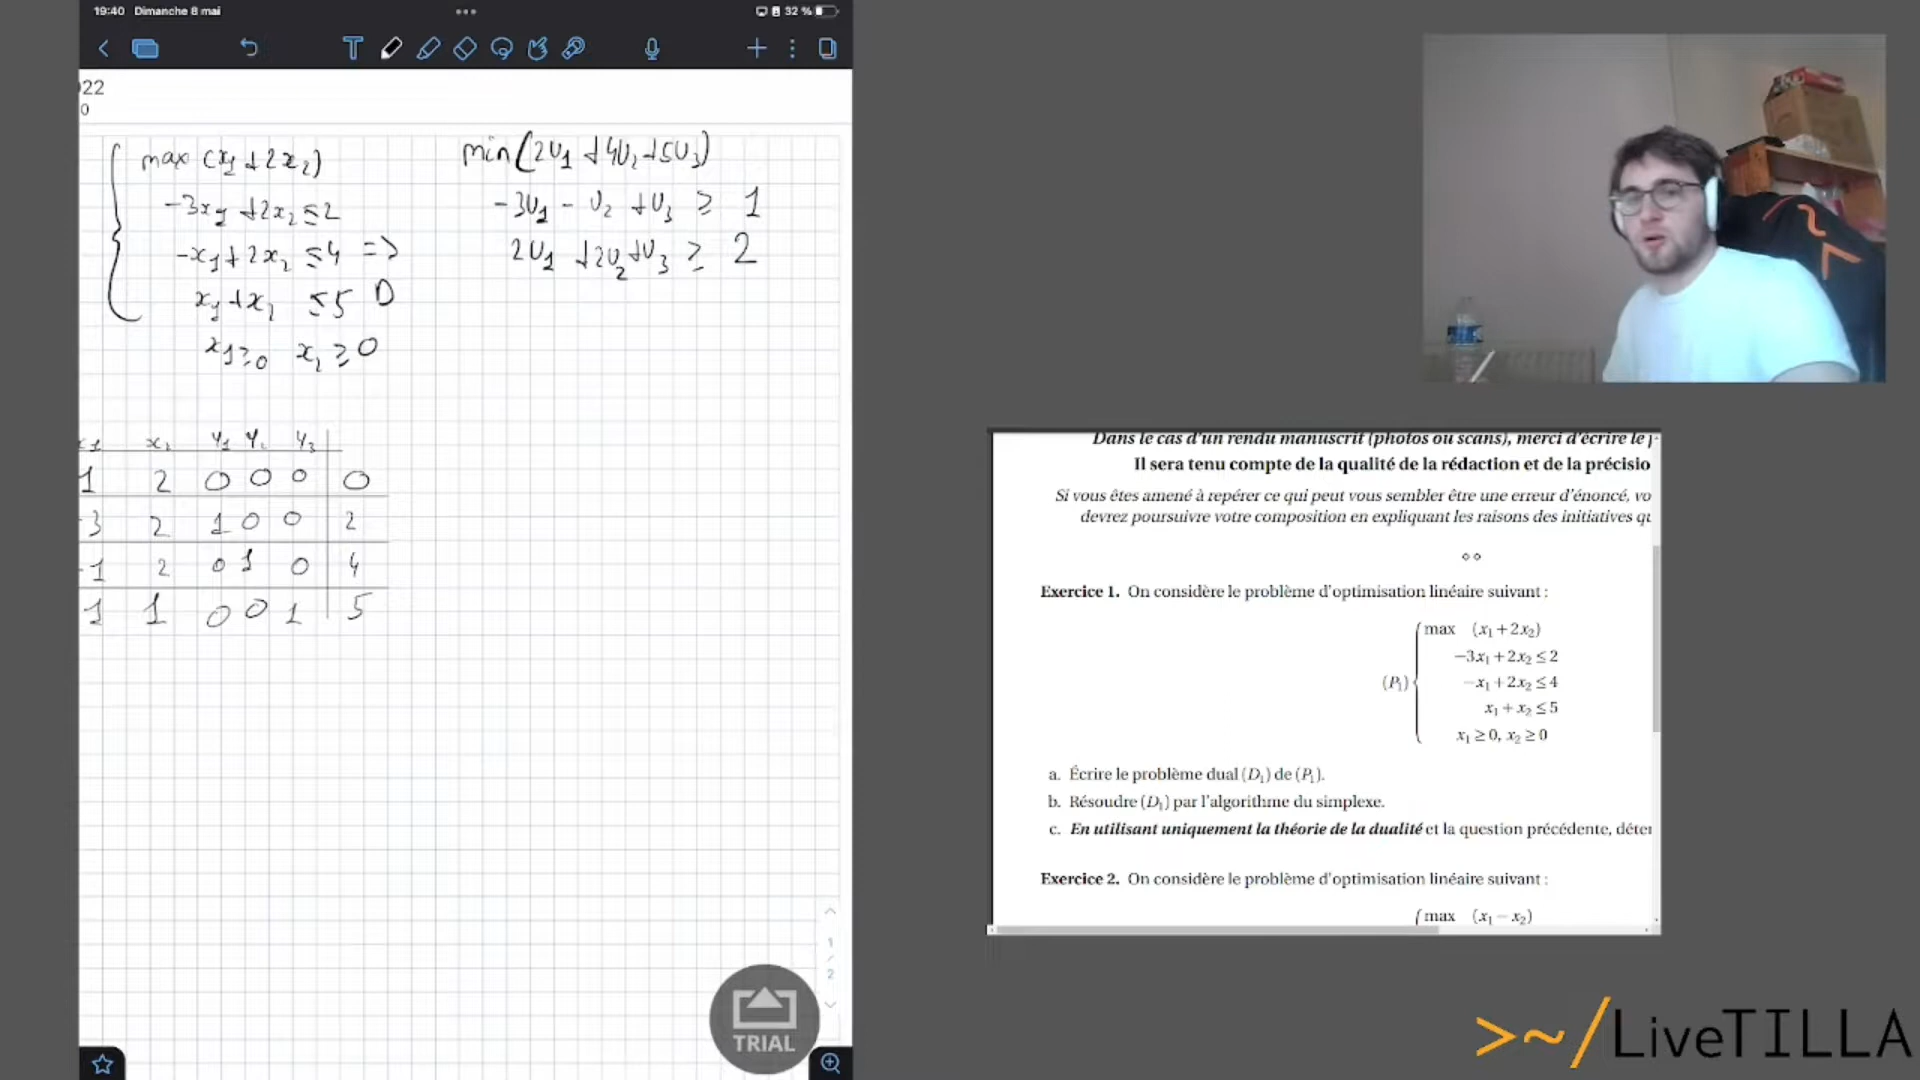 19:40 Dimanche 8 mai
32 %
22
0
max (x1 + 2x2)
-3x1 + 2x2 ≤ 2
-x1 + 2x2 ≤ 4 =>
x1 + x2 ≤ 5 D
x1 ≥ 0 x2 ≥ 0
min(2U1 + 4U2 + 5U3)
-3U1 - U2 + U3 ≥ 1
2U1 + 2U2 + U3 ≥ 2
x1 x2 y1 y2 y3
1 2 0 0 0 0
-3 2 1 0 0 2
-1 2 0 1 0 4
1 1 0 0 1 5
1
/
2
TRIAL
Dans le cas d'un rendu manuscrit (photos ou scans), merci d'écrire le
Il sera tenu compte de la qualité de la rédaction et de la précisio
Si vous êtes amené à repérer ce qui peut vous sembler être une erreur d'énoncé, vo
devrez poursuivre votre composition en expliquant les raisons des initiatives qu
Exercice 1. On considère le problème d'optimisation linéaire suivant :
max (x1 + 2x2)
-3x1 + 2x2 ≤ 2
(P1) -x1 + 2x2 ≤ 4
x1 + x2 ≤ 5
x1 ≥ 0, x2 ≥ 0
a. Écrire le problème dual (D1) de (P1).
b. Résoudre (D1) par l'algorithme du simplexe.
c. En utilisant uniquement la théorie de la dualité et la question précédente, déter
Exercice 2. On considère le problème d'optimisation linéaire suivant :
max (x1 - x2)
>~/LiveTILLA